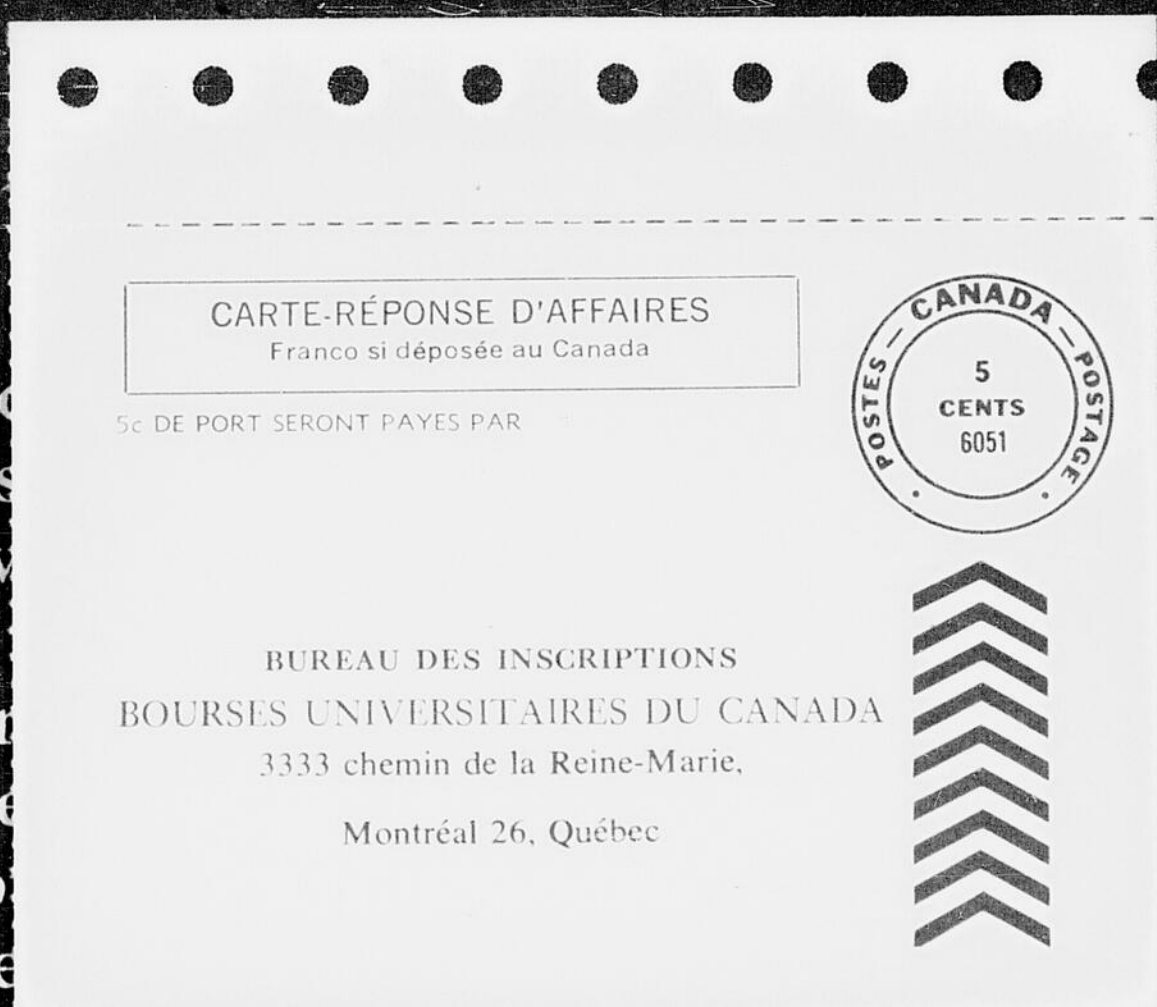 CARTE-RÉPONSE D'AFFAIRES
Franco si déposée au Canada
5c DE PORT SERONT PAYES PAR
POSTES — CANADA — POSTAGE
5
CENTS
6051
BUREAU DES INSCRIPTIONS
BOURSES UNIVERSITAIRES DU CANADA
3333 chemin de la Reine-Marie,
Montréal 26, Québec